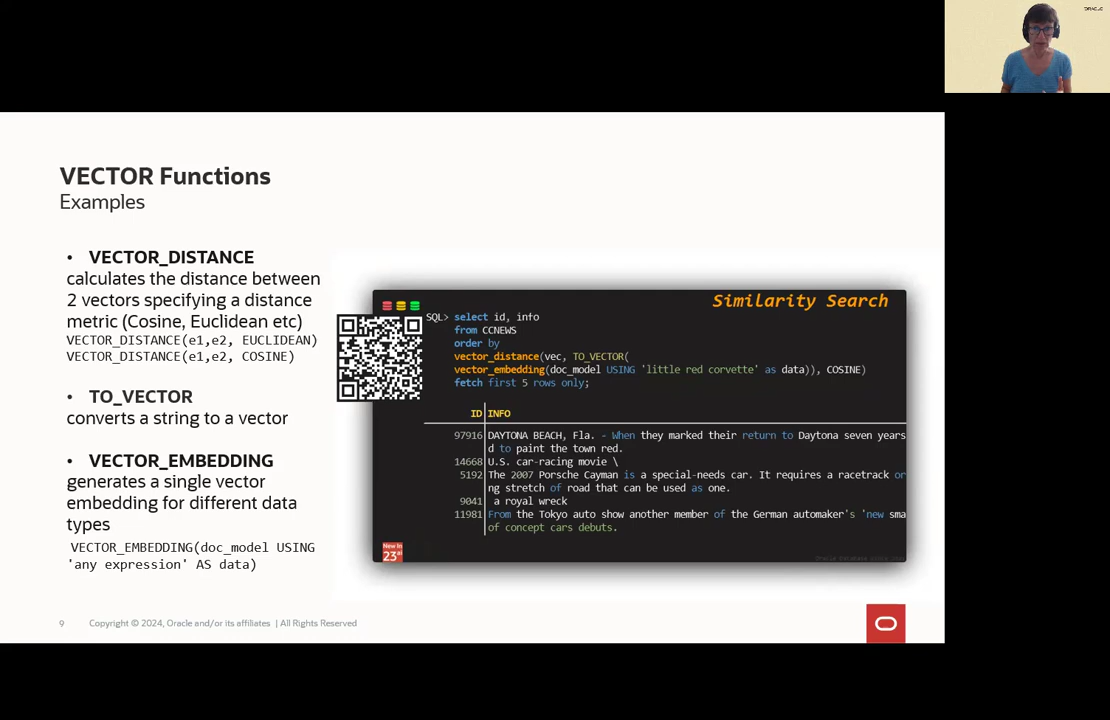 ORACLE
VECTOR Functions
Examples
• VECTOR_DISTANCE
calculates the distance between
2 vectors specifying a distance
metric (Cosine, Euclidean etc)
VECTOR_DISTANCE(e1,e2, EUCLIDEAN)
VECTOR_DISTANCE(e1,e2, COSINE)
• TO_VECTOR
converts a string to a vector
• VECTOR_EMBEDDING
generates a single vector
embedding for different data
types
VECTOR_EMBEDDING(doc_model USING
'any expression' AS data)
Similarity Search
SQL> select id, info
from CCNEWS
order by
vector_distance(vec, TO_VECTOR(
vector_embedding(doc_model USING 'little red corvette' as data)), COSINE)
fetch first 5 rows only;
ID INFO
97916 DAYTONA BEACH, Fla. - When they marked their return to Daytona seven years
d to paint the town red.
14668 U.S. car-racing movie \
5192 The 2007 Porsche Cayman is a special-needs car. It requires a racetrack or
ng stretch of road that can be used as one.
9041 a royal wreck
11981 From the Tokyo auto show another member of the German automaker's 'new sma
of concept cars debuts.
New in
23ai
9 Copyright © 2024, Oracle and/or its affiliates | All Rights Reserved